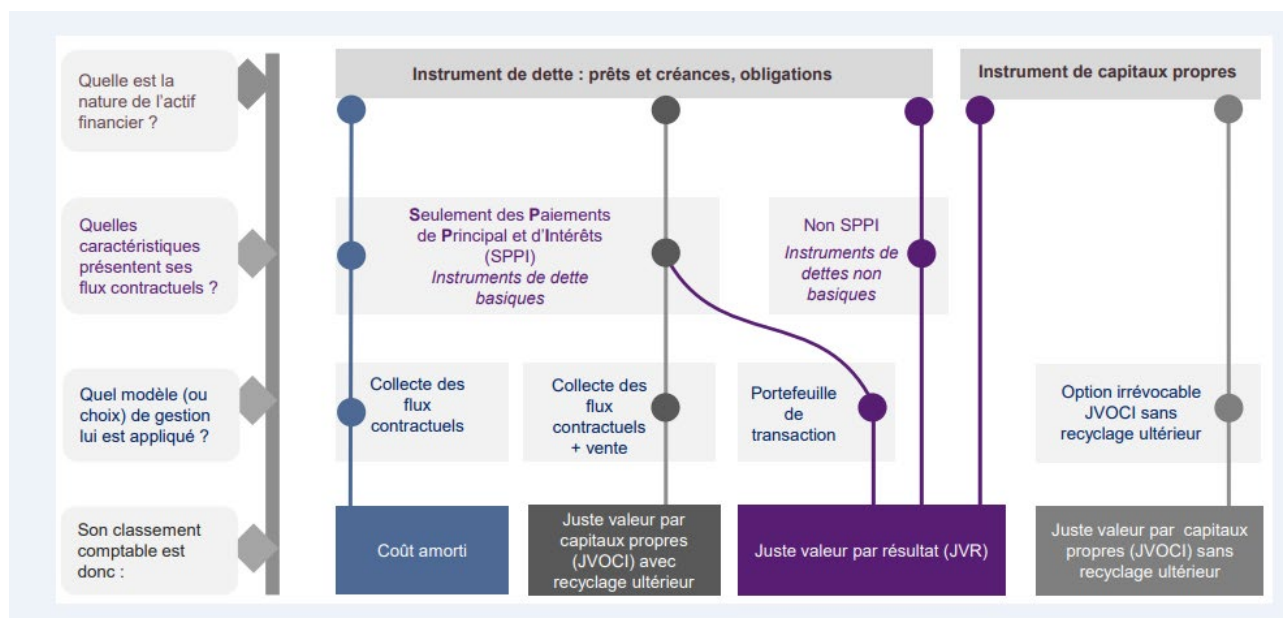 Quelle est la
nature de l'actif
financier ?
Instrument de dette : prêts et créances, obligations
Instrument de capitaux propres
Quelles
caractéristiques
présentent ses
flux contractuels ?
Seulement des Paiements
de Principal et d'Intérêts
(SPPI)
Instruments de dette
basiques
Non SPPI
Instruments de
dettes non
basiques
Quel modèle (ou
choix) de gestion
lui est appliqué ?
Collecte des
flux
contractuels
Collecte des
flux
contractuels
+ vente
Portefeuille
de
transaction
Option irrévocable
JVOCI sans
recyclage ultérieur
Son classement
comptable est
donc :
Coût amorti
Juste valeur par
capitaux propres
(JVOCI) avec
recyclage ultérieur
Juste valeur par résultat (JVR)
Juste valeur par capitaux
propres (JVOCI) sans
recyclage ultérieur